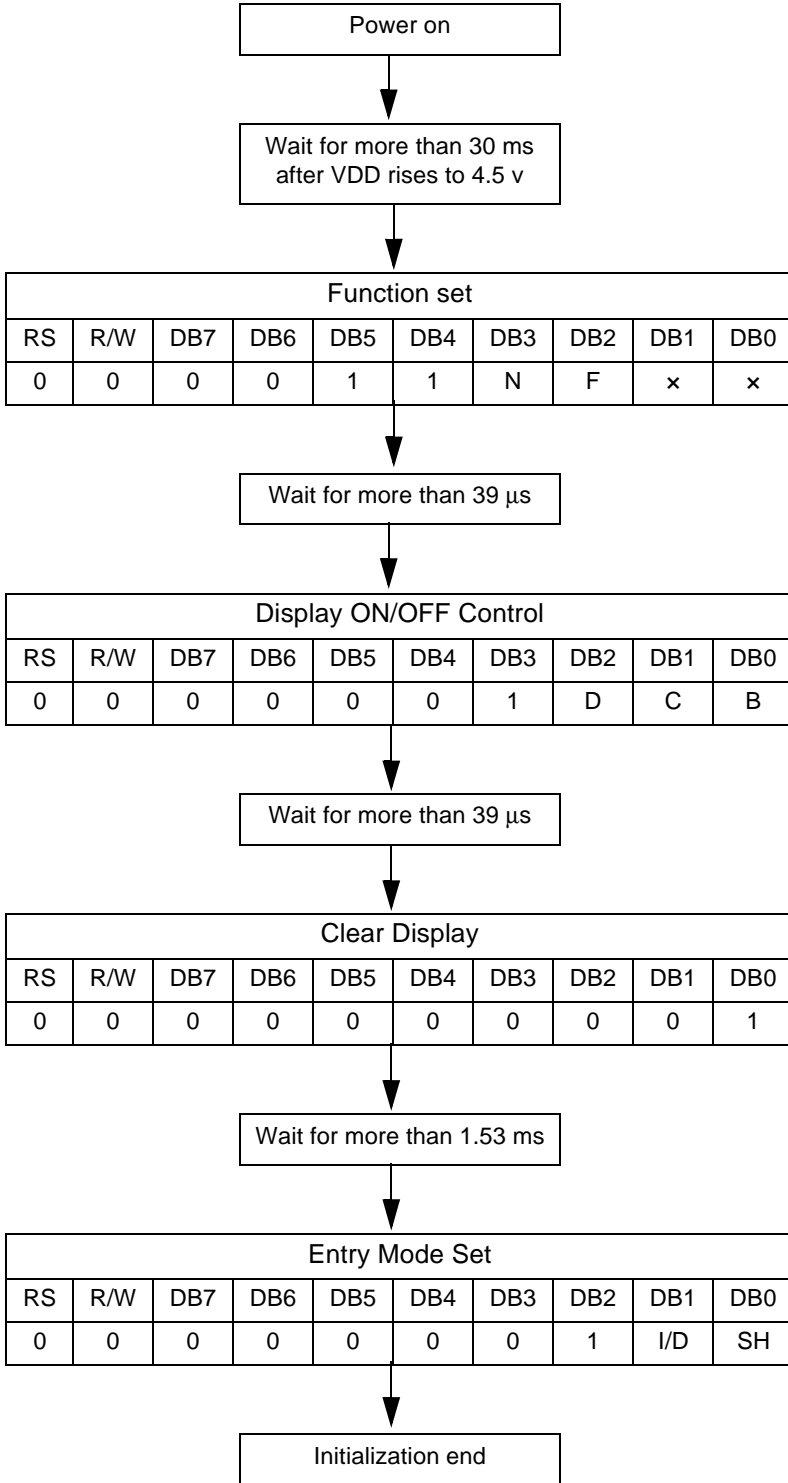 Power on
Wait for more than 30 ms
after VDD rises to 4.5 v
Function set
RS R/W DB7 DB6 DB5 DB4 DB3 DB2 DB1 DB0
0 0 0 0 1 1 N F × ×
Wait for more than 39 μs
Display ON/OFF Control
RS R/W DB7 DB6 DB5 DB4 DB3 DB2 DB1 DB0
0 0 0 0 0 0 1 D C B
Wait for more than 39 μs
Clear Display
RS R/W DB7 DB6 DB5 DB4 DB3 DB2 DB1 DB0
0 0 0 0 0 0 0 0 0 1
Wait for more than 1.53 ms
Entry Mode Set
RS R/W DB7 DB6 DB5 DB4 DB3 DB2 DB1 DB0
0 0 0 0 0 0 0 1 I/D SH
Initialization end